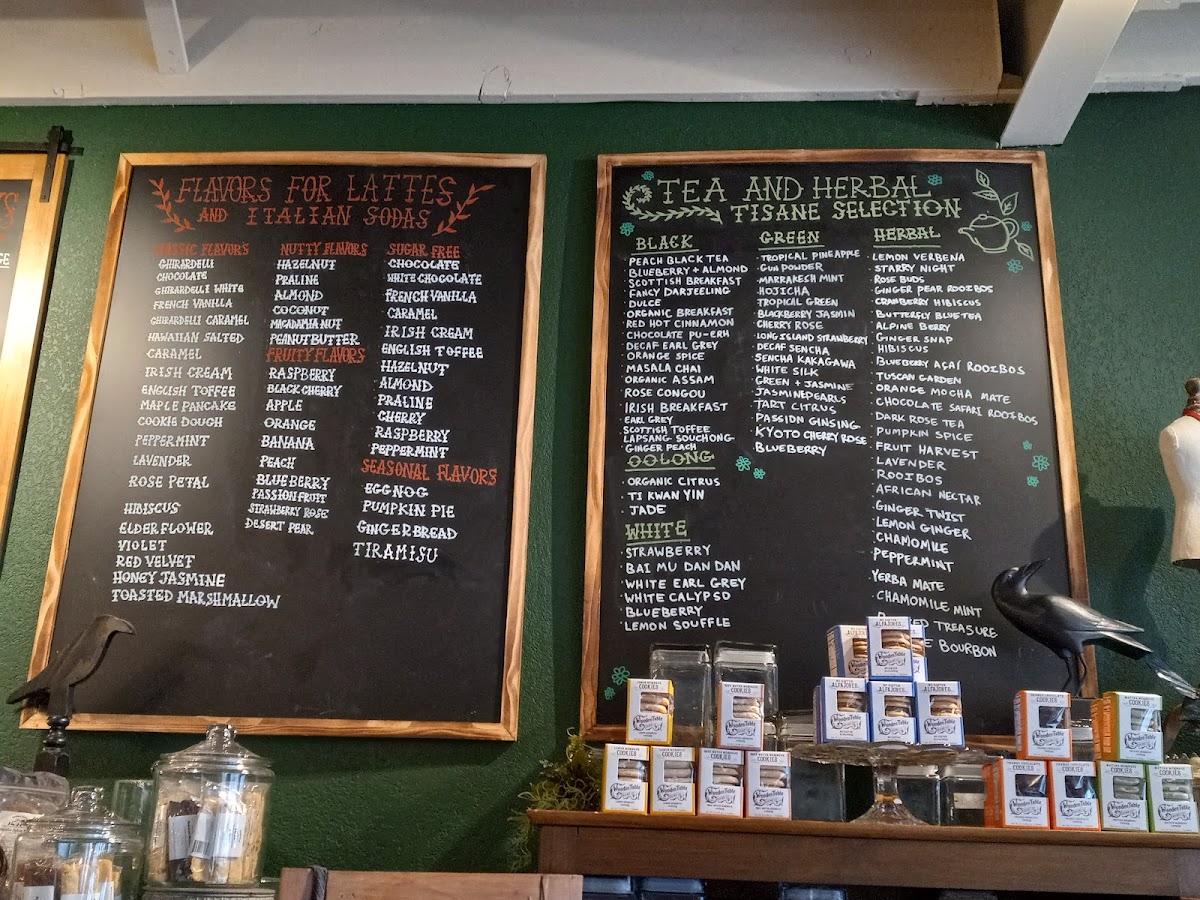 FLAVORS FOR LATTES
AND ITALIAN SODAS
CLASSIC FLAVORS
GHIRARDELLI
CHOCOLATE
GHIRARDELLI WHITE
FRENCH VANILLA
GHIRARDELLI CARAMEL
HAWAIIAN SALTED
CARAMEL
IRISH CREAM
ENGLISH TOFFEE
MAPLE PANCAKE
COOKIE DOUGH
PEPPERMINT
LAVENDER
ROSE PETAL
HIBISCUS
ELDERFLOWER
VIOLET
RED VELVET
HONEY JASMINE
TOASTED MARSHMALLOW
NUTTY FLAVORS
HAZELNUT
PRALINE
ALMOND
COCONUT
MACADAMIA NUT
PEANUT BUTTER
FRUITY FLAVORS
RASPBERRY
BLACK CHERRY
APPLE
ORANGE
BANANA
PEACH
BLUEBERRY
PASSION FRUIT
STRAWBERRY ROSE
DESERT PEAR
SUGAR FREE
CHOCOLATE
WHITE CHOCOLATE
FRENCH VANILLA
CARAMEL
IRISH CREAM
ENGLISH TOFFEE
HAZELNUT
ALMOND
PRALINE
CHERRY
RASPBERRY
PEPPERMINT
SEASONAL FLAVORS
EGGNOG
PUMPKIN PIE
GINGERBREAD
TIRAMISU
TEA AND HERBAL
TISANE SELECTION
BLACK
PEACH BLACK TEA
BLUEBERRY + ALMOND
SCOTTISH BREAKFAST
FANCY DARJEELING
DULCE
ORGANIC BREAKFAST
RED HOT CINNAMON
CHOCOLATE PU-ERH
DECAF EARL GREY
ORANGE SPICE
MASALA CHAI
ORGANIC ASSAM
ROSE CONGOU
IRISH BREAKFAST
EARL GREY
SCOTTISH TOFFEE
LAPSANG SOUCHONG
GINGER PEACH
OOLONG
ORGANIC CITRUS
TI KWAN YIN
JADE
WHITE
STRAWBERRY
BAI MU DAN DAN
WHITE EARL GREY
WHITE CALYPSO
BLUEBERRY
LEMON SOUFFLE
GREEN
TROPICAL PINEAPPLE
GUN POWDER
MARRAKESH MINT
HOJICHA
TROPICAL GREEN
BLACKBERRY JASMIN
CHERRY ROSE
LONG ISLAND STRAWBERRY
DECAF SENCHA
SENCHA KAKAGAWA
WHITE SILK
GREEN + JASMINE
JASMINE PEARLS
TART CITRUS
PASSION GINSENG
KYOTO CHERRY ROSE
BLUEBERRY
HERBAL
LEMON VERBENA
STARRY NIGHT
ROSE BUDS
GINGER PEAR ROOIBOS
CRANBERRY HIBISCUS
BUTTERFLY BLUE TEA
ALPINE BERRY
GINGER SNAP
HIBISCUS
BLUEBERRY AÇAÍ ROOIBOS
TUSCAN GARDEN
ORANGE MOCHA MATE
CHOCOLATE SAFARI ROOIBOS
DARK ROSE TEA
PUMPKIN SPICE
FRUIT HARVEST
LAVENDER
ROOIBOS
AFRICAN NECTAR
GINGER TWIST
LEMON GINGER
CHAMOMILE
PEPPERMINT
YERBA MATE
CHAMOMILE MINT
TREASURE
BOURBON
ALFAJORES
COOKIES
Wooden Table